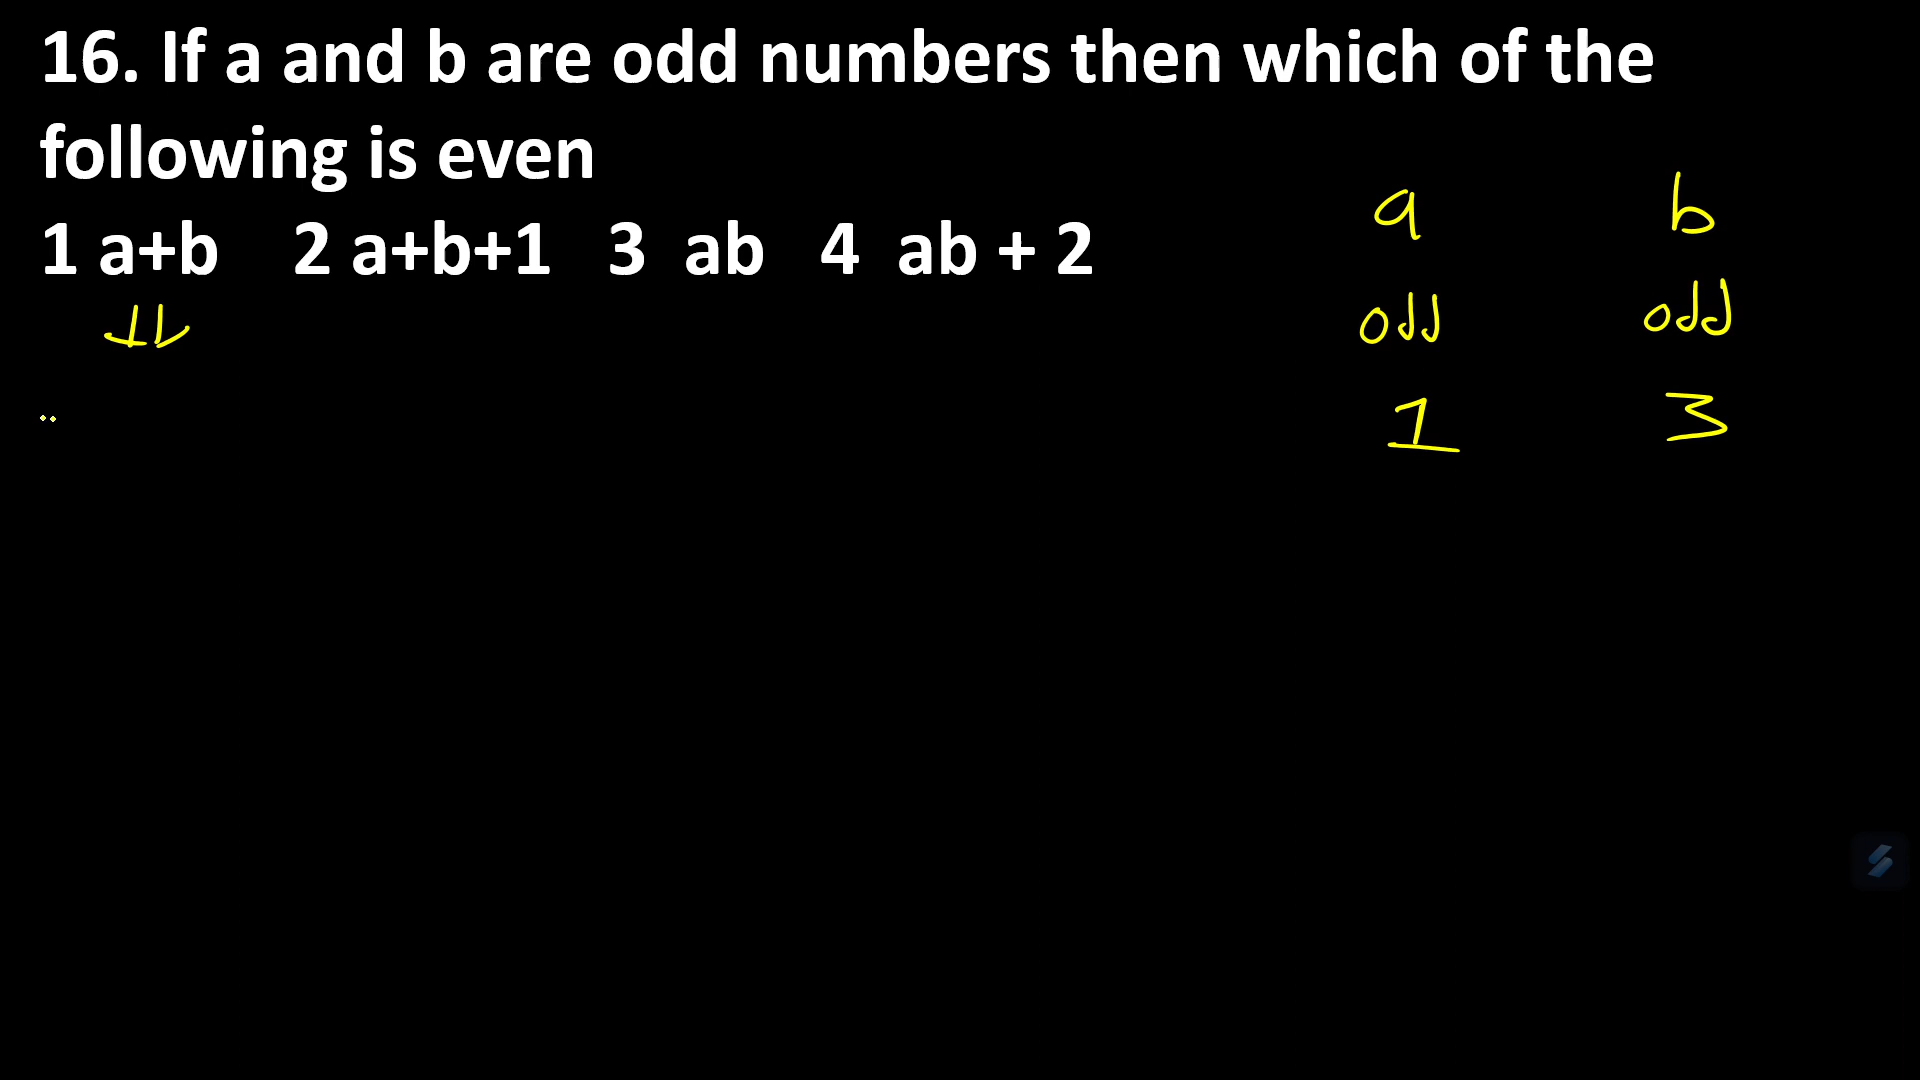 16. If a and b are odd numbers then which of the
following is even
1 a+b 2 a+b+1 3 ab 4 ab + 2
a b
odd odd
1 3